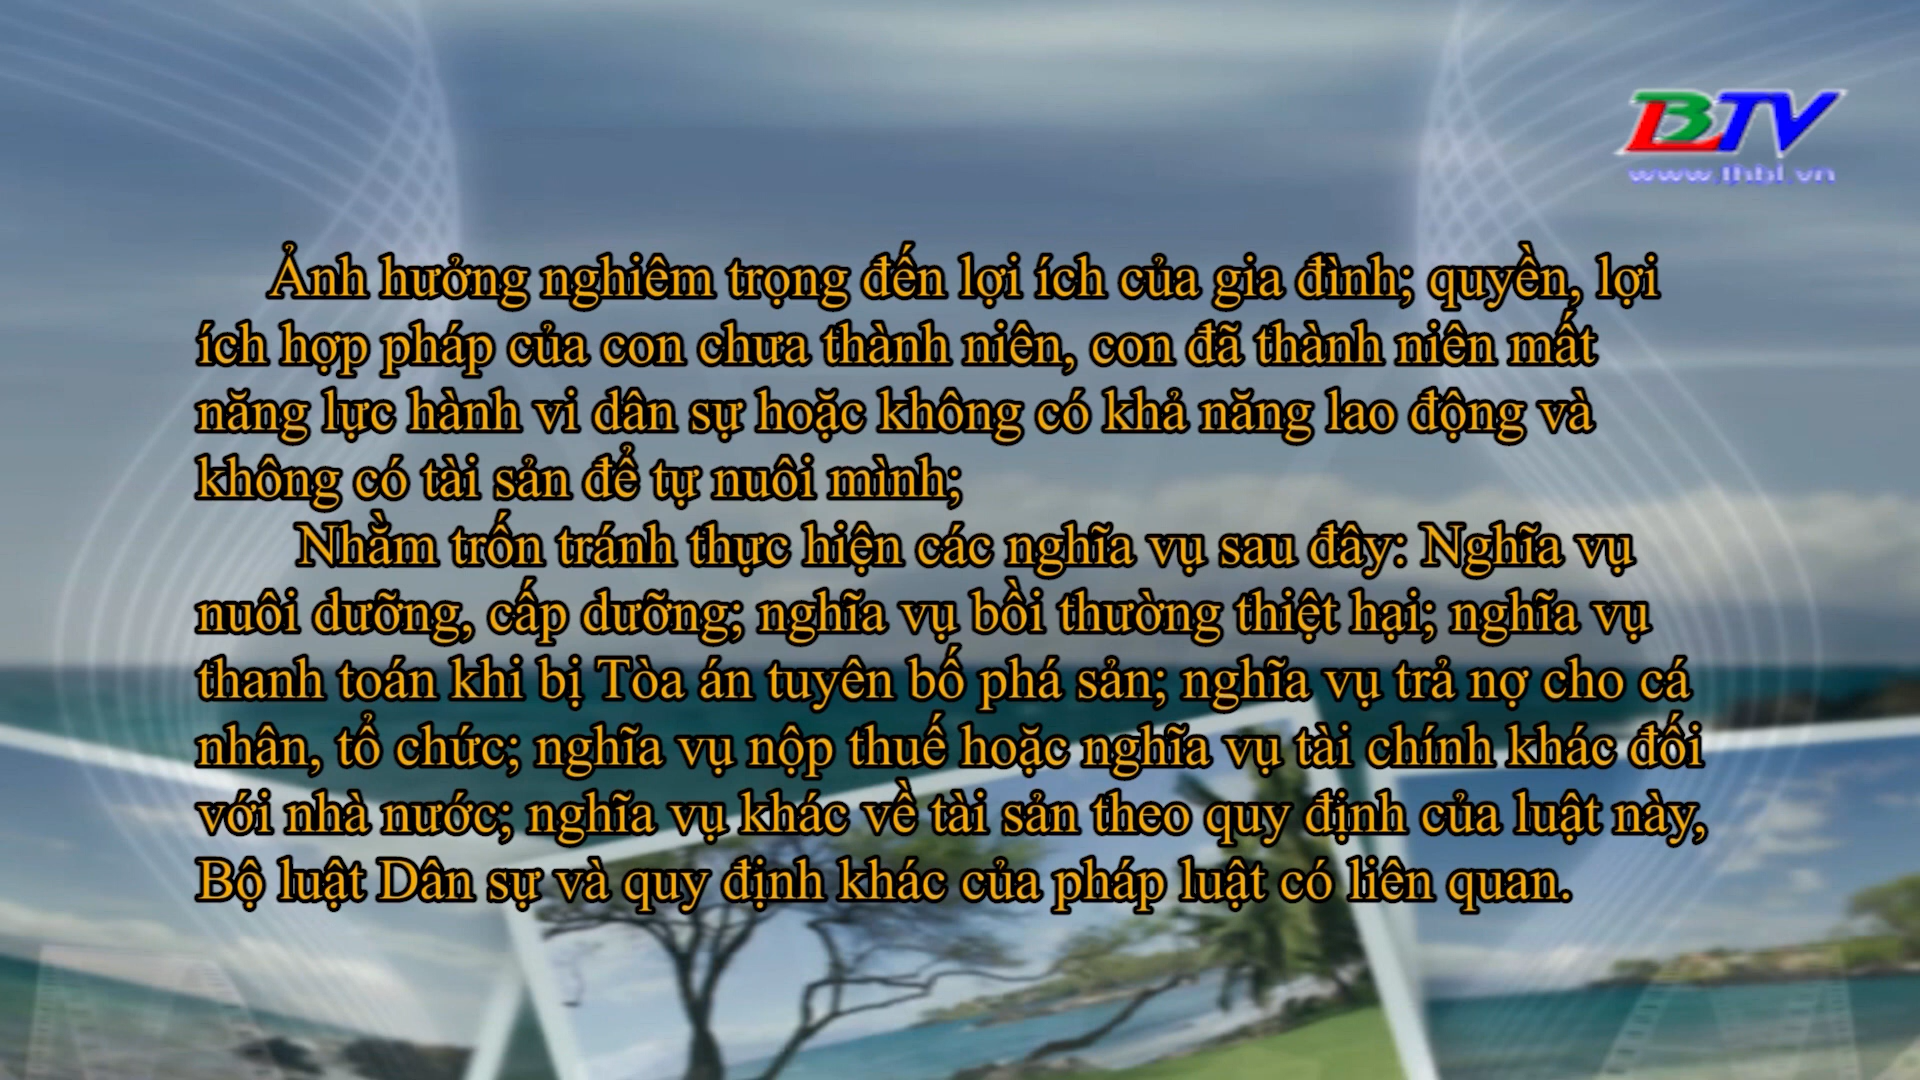 BTV
www.thbl.vn
Ảnh hưởng nghiêm trọng đến lợi ích của gia đình; quyền, lợi
ích hợp pháp của con chưa thành niên, con đã thành niên mất
năng lực hành vi dân sự hoặc không có khả năng lao động và
không có tài sản để tự nuôi mình;
Nhằm trốn tránh thực hiện các nghĩa vụ sau đây: Nghĩa vụ
nuôi dưỡng, cấp dưỡng; nghĩa vụ bồi thường thiệt hại; nghĩa vụ
thanh toán khi bị Tòa án tuyên bố phá sản; nghĩa vụ trả nợ cho cá
nhân, tổ chức; nghĩa vụ nộp thuế hoặc nghĩa vụ tài chính khác đối
với nhà nước; nghĩa vụ khác về tài sản theo quy định của luật này,
Bộ luật Dân sự và quy định khác của pháp luật có liên quan.